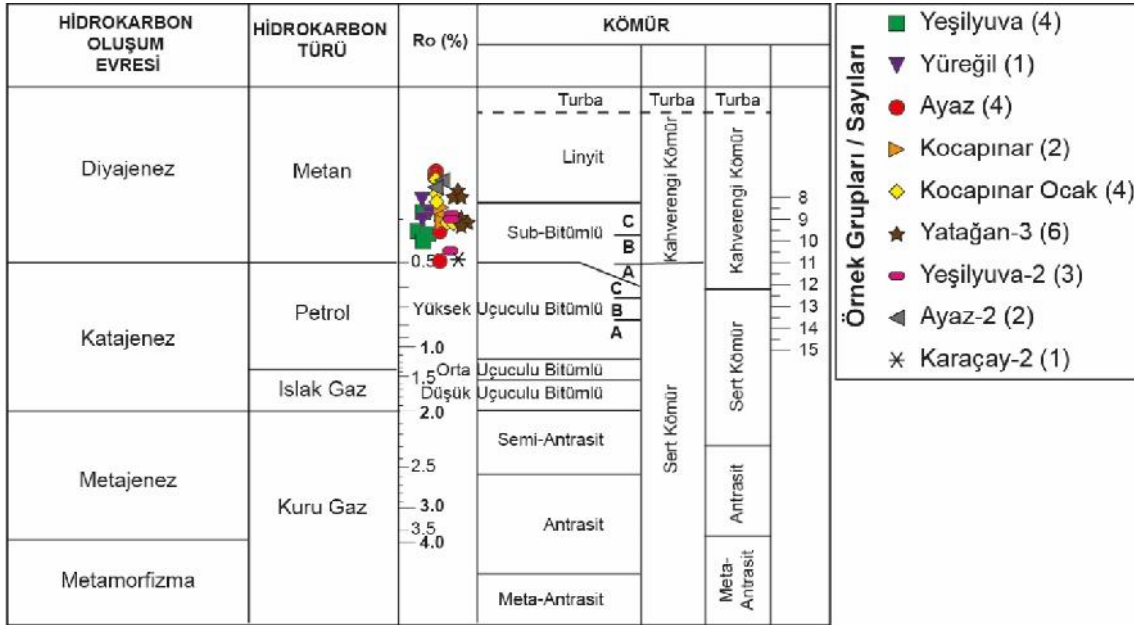 HİDROKARBON
OLUŞUM
EVRESİ
HİDROKARBON
TÜRÜ
Ro (%)
KÖMÜR
Turba
Turba
Turba
Diyajenez
Metan
Linyit
Kahverengi Kömür
Kahverengi Kömür
Sub-Bitümlü
C
B
A
8
9
10
11
12
13
14
15
0.5
Katajenez
Petrol
Yüksek Uçuculu Bitümlü
C
B
A
1.0
Orta Uçuculu Bitümlü
1.5
Islak Gaz
Düşük Uçuculu Bitümlü
2.0
Sert Kömür
Sert Kömür
Metajenez
Kuru Gaz
Semi-Antrasit
2.5
3.0
3.5
4.0
Antrasit
Antrasit
Metamorfizma
Meta-Antrasit
Meta-
Antrasit
Örnek Grupları / Sayıları
Yeşilyuva (4)
Yüreğil (1)
Ayaz (4)
Kocapınar (2)
Kocapınar Ocak (4)
Yatağan-3 (6)
Yeşilyuva-2 (3)
Ayaz-2 (2)
Karaçay-2 (1)